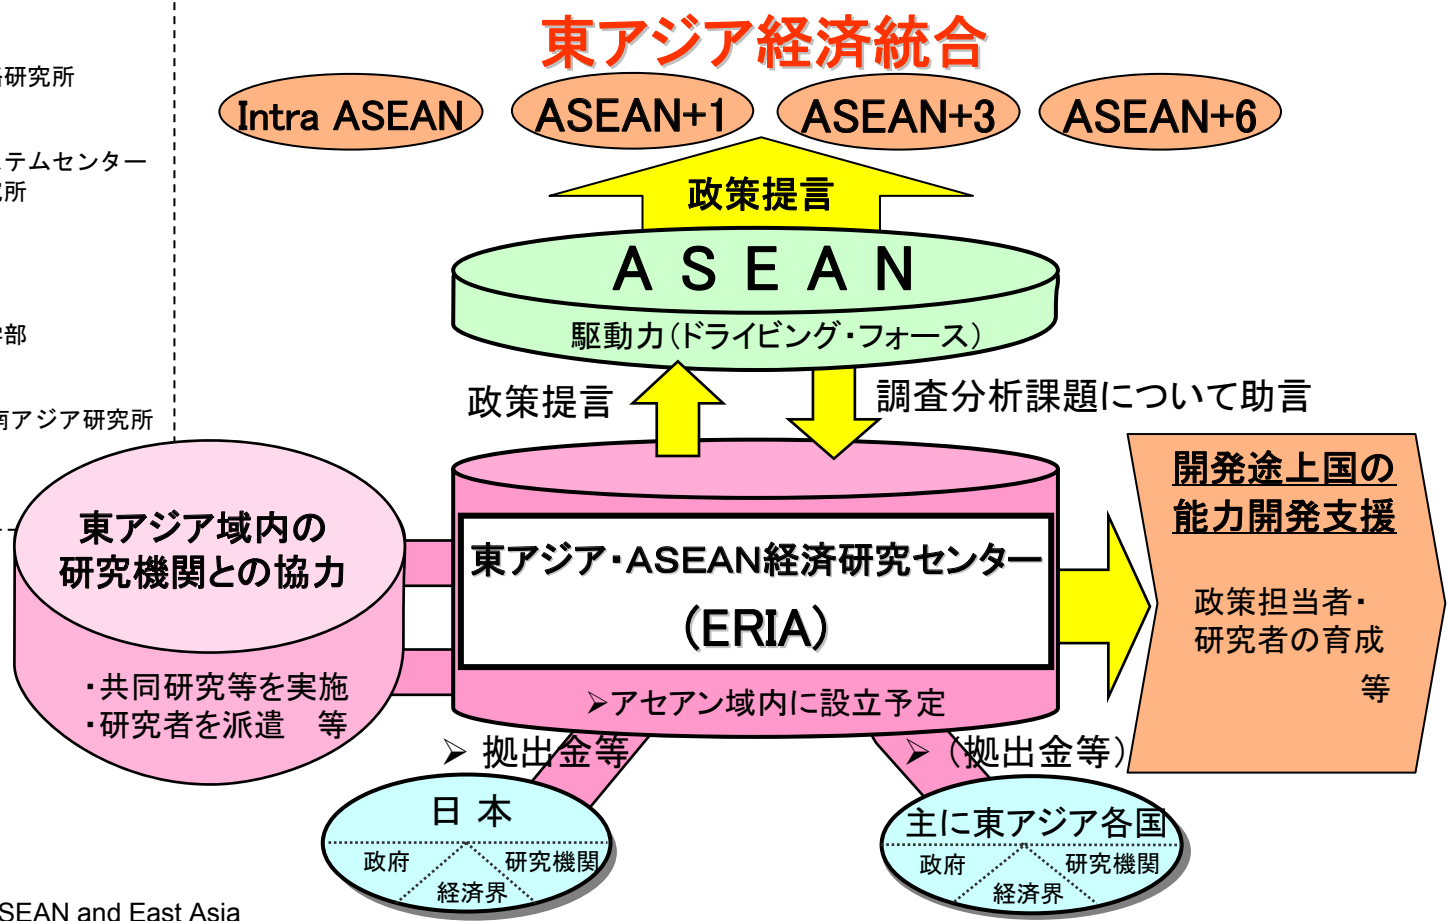 東アジア経済統合
Intra ASEAN
ASEAN+1
ASEAN+3
ASEAN+6
政策提言
ASEAN
駆動力(ドライビング・フォース)
政策提言
調査分析課題について助言
研究所
ステムセンター
所
部
南アジア研究所
東アジア域内の
研究機関との協力
・共同研究等を実施
・研究者を派遣 等
東アジア・ASEAN経済研究センター
(ERIA)
➢アセアン域内に設立予定
開発途上国の
能力開発支援
政策担当者・
研究者の育成
等
➢ 拠出金等
➢ (拠出金等)
日 本
政府
研究機関
経済界
主に東アジア各国
政府
研究機関
経済界
SEAN and East Asia